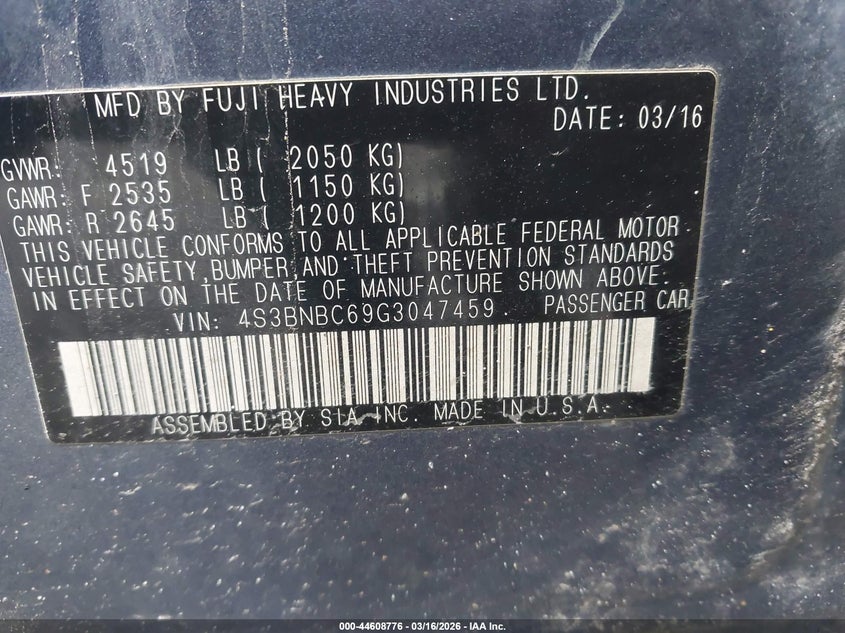 MFD BY FUJI HEAVY INDUSTRIES LTD.
DATE: 03/16
GVWR: 4519 LB ( 2050 KG)
GAWR: F 2535 LB ( 1150 KG)
GAWR: R 2645 LB ( 1200 KG)
THIS VEHICLE CONFORMS TO ALL APPLICABLE FEDERAL MOTOR
VEHICLE SAFETY,BUMPER,AND THEFT PREVENTION STANDARDS
IN EFFECT ON THE DATE OF MANUFACTURE SHOWN ABOVE.
VIN: 4S3BNBC69G3047459. PASSENGER CAR
ASSEMBLED BY SIA INC. MADE IN U.S.A.
000-44608776 - 03/16/2026 - IAA Inc.